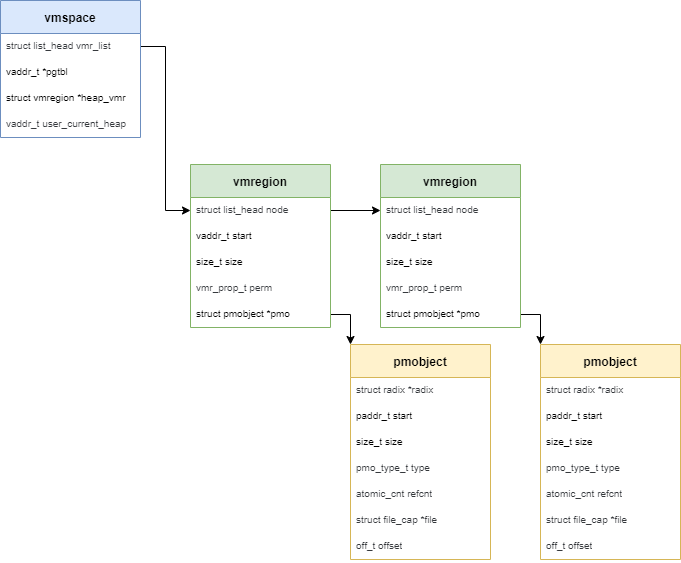 vmspace
struct list_head vmr_list
vaddr_t *pgtbl
struct vmregion *heap_vmr
vaddr_t user_current_heap
vmregion
struct list_head node
vaddr_t start
size_t size
vmr_prop_t perm
struct pmobject *pmo
vmregion
struct list_head node
vaddr_t start
size_t size
vmr_prop_t perm
struct pmobject *pmo
pmobject
struct radix *radix
paddr_t start
size_t size
pmo_type_t type
atomic_cnt refcnt
struct file_cap *file
off_t offset
pmobject
struct radix *radix
paddr_t start
size_t size
pmo_type_t type
atomic_cnt refcnt
struct file_cap *file
off_t offset